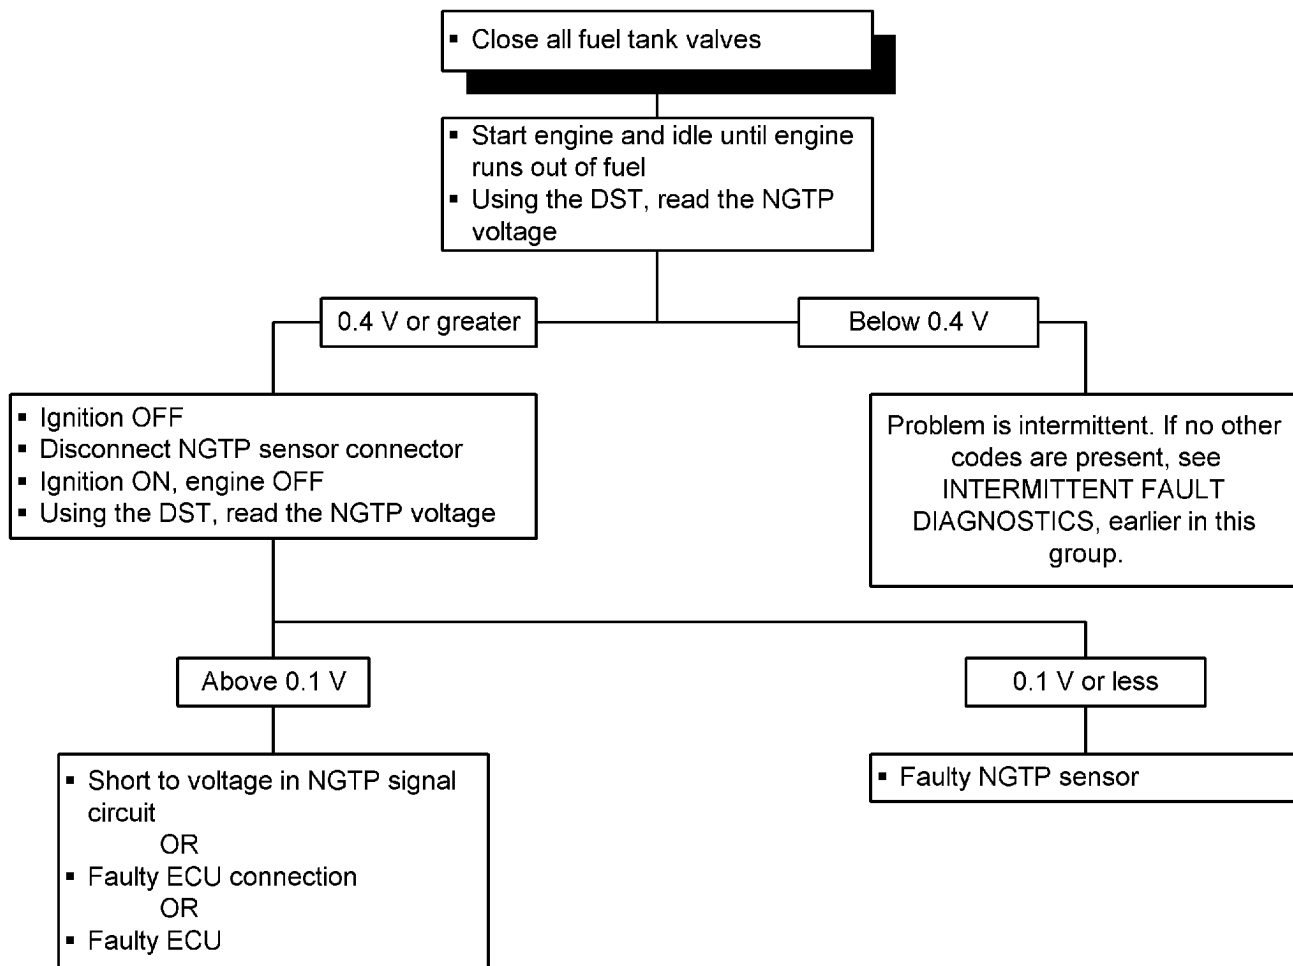 ▪ Close all fuel tank valves
▪ Start engine and idle until engine
runs out of fuel
▪ Using the DST, read the NGTP
voltage
0.4 V or greater
Below 0.4 V
▪ Ignition OFF
▪ Disconnect NGTP sensor connector
▪ Ignition ON, engine OFF
▪ Using the DST, read the NGTP voltage
Problem is intermittent. If no other
codes are present, see
INTERMITTENT FAULT
DIAGNOSTICS, earlier in this
group.
Above 0.1 V
0.1 V or less
▪ Short to voltage in NGTP signal
circuit
OR
▪ Faulty ECU connection
OR
▪ Faulty ECU
▪ Faulty NGTP sensor